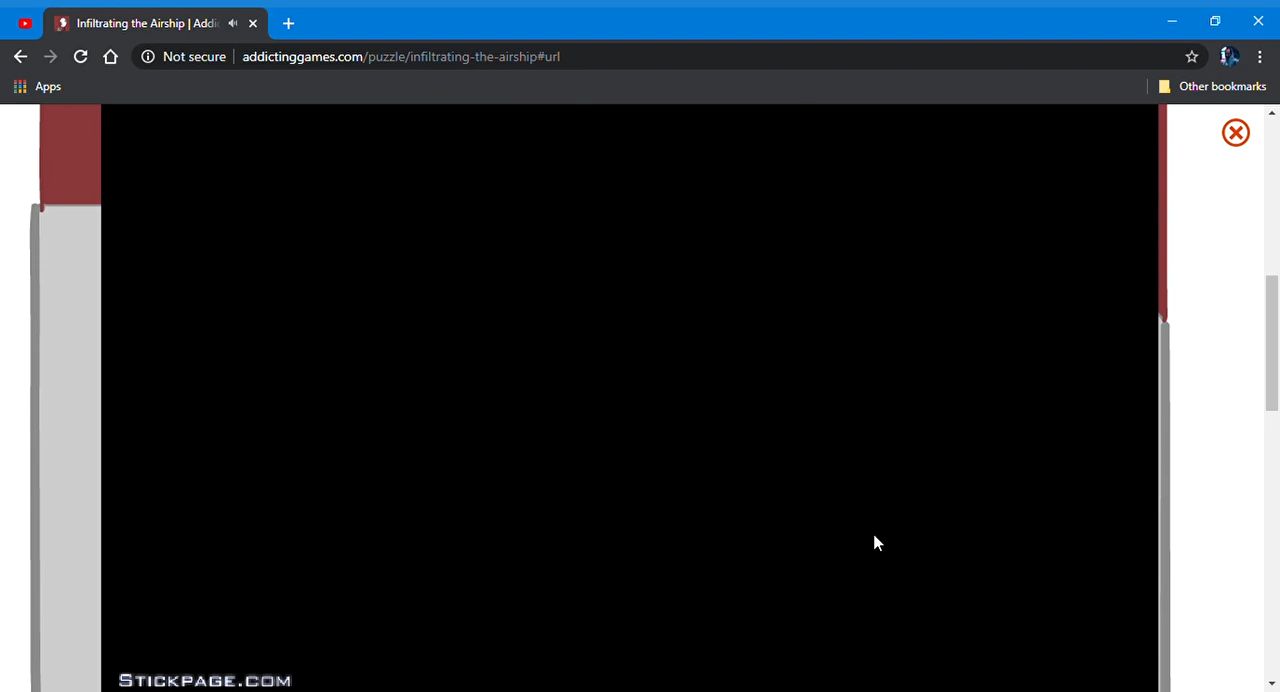 Infiltrating the Airship | Addi
Not secure
addictinggames.com/puzzle/infiltrating-the-airship#url
Apps
Other bookmarks
STICKPAGE.COM